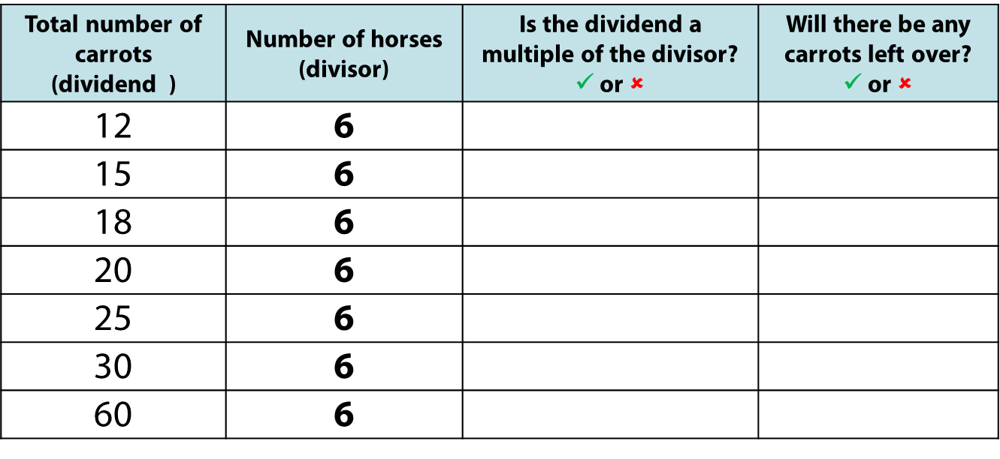 Total number of
carrots
(dividend  )
Number of horses
(divisor)
Is the dividend a
multiple of the divisor?
✓ or ✘
Will there be any
carrots left over?
✓ or ✘
12 6
15 6
18 6
20 6
25 6
30 6
60 6